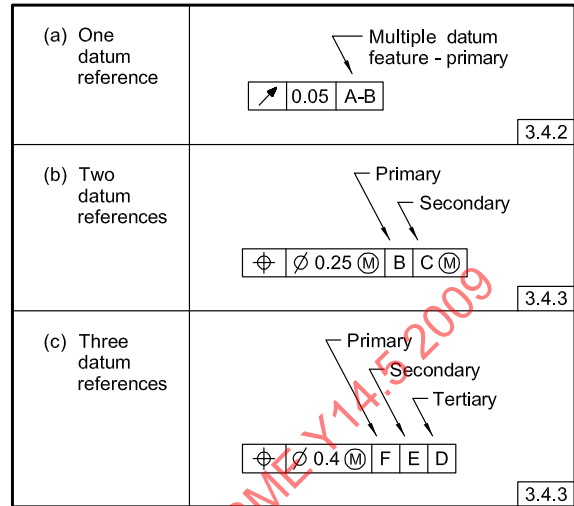 (a) One datum reference
Multiple datum
feature - primary
↗ 0.05 A-B
3.4.2
(b) Two datum references
Primary
Secondary
⌖ ⌀ 0.25 Ⓜ B C Ⓜ
3.4.3
(c) Three datum references
Primary
Secondary
Tertiary
⌖ ⌀ 0.4 Ⓜ F E D
3.4.3
ME Y14.5 2009